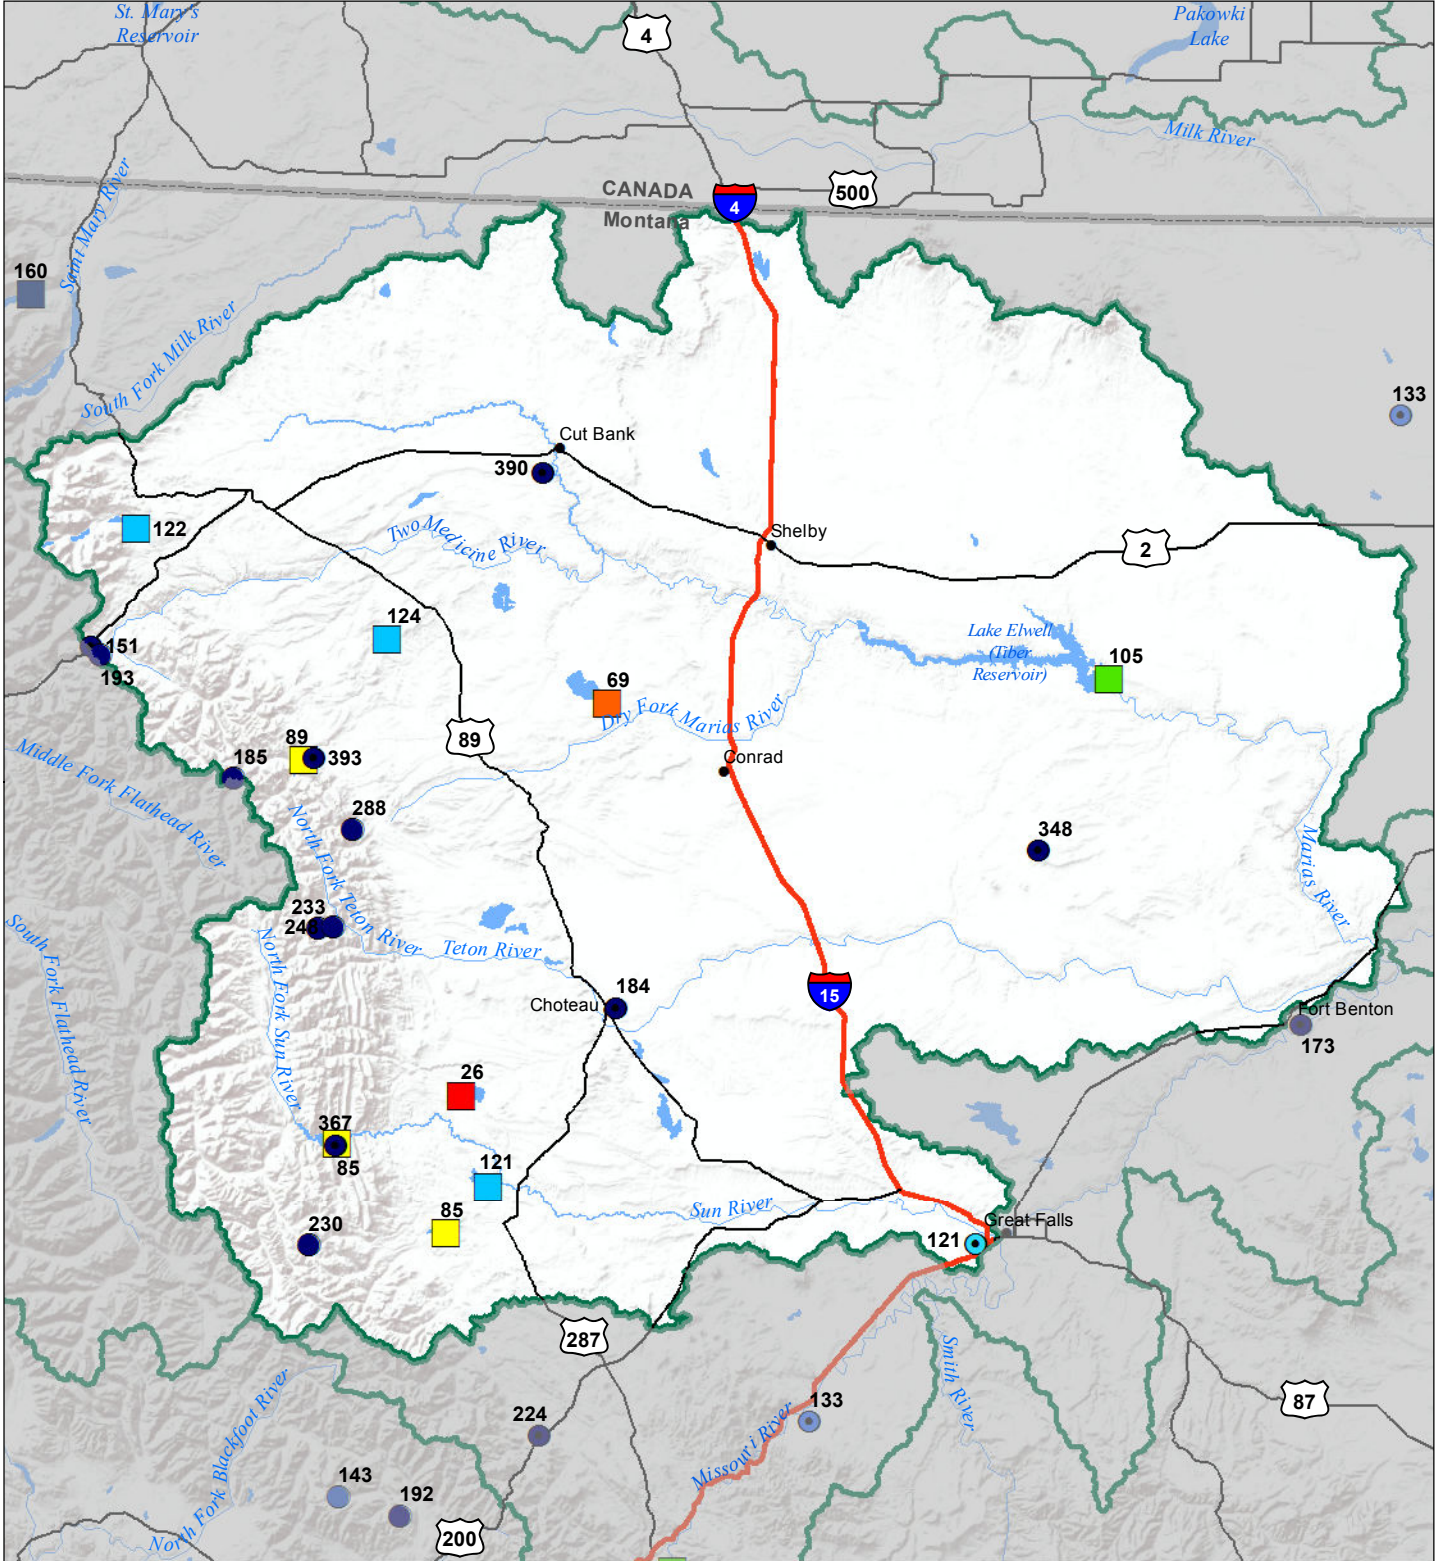 St. Mary's
Reservoir
4
Pakowki
Lake
Milk River
CANADA
Montana
4
500
Saint Mary River
160
South Fork Milk River
133
Cut Bank
390
122
Two Medicine River
Shelby
2
124
Lake Elwell
(Tiber
Reservoir)
105
151
193
69
Dry Fork Marias River
89
Conrad
89
393
185
Middle Fork Flathead River
288
North Fork Teton River
348
Marias River
233
248
Teton River
South Fork Flathead River
North Fork Sun River
184
Choteau
15
Fort Benton
173
26
367
85
121
Sun River
85
230
Great Falls
121
287
Smith River
87
133
Missouri River
224
North Fork Blackfoot River
143
192
200